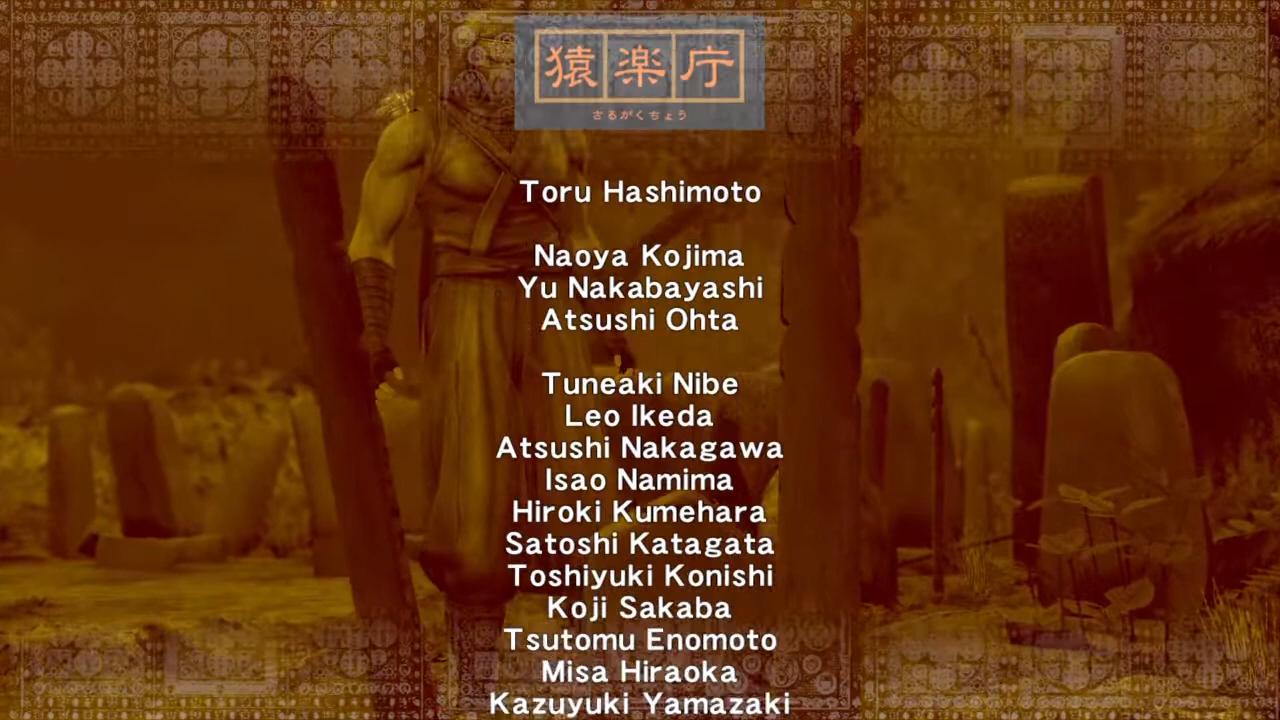 猿楽庁
さるがくちょう
Toru Hashimoto
Naoya Kojima
Yu Nakabayashi
Atsushi Ohta
Tuneaki Nibe
Leo Ikeda
Atsushi Nakagawa
Isao Namima
Hiroki Kumehara
Satoshi Katagata
Toshiyuki Konishi
Koji Sakaba
Tsutomu Enomoto
Misa Hiraoka
Kazuyuki Yamazaki